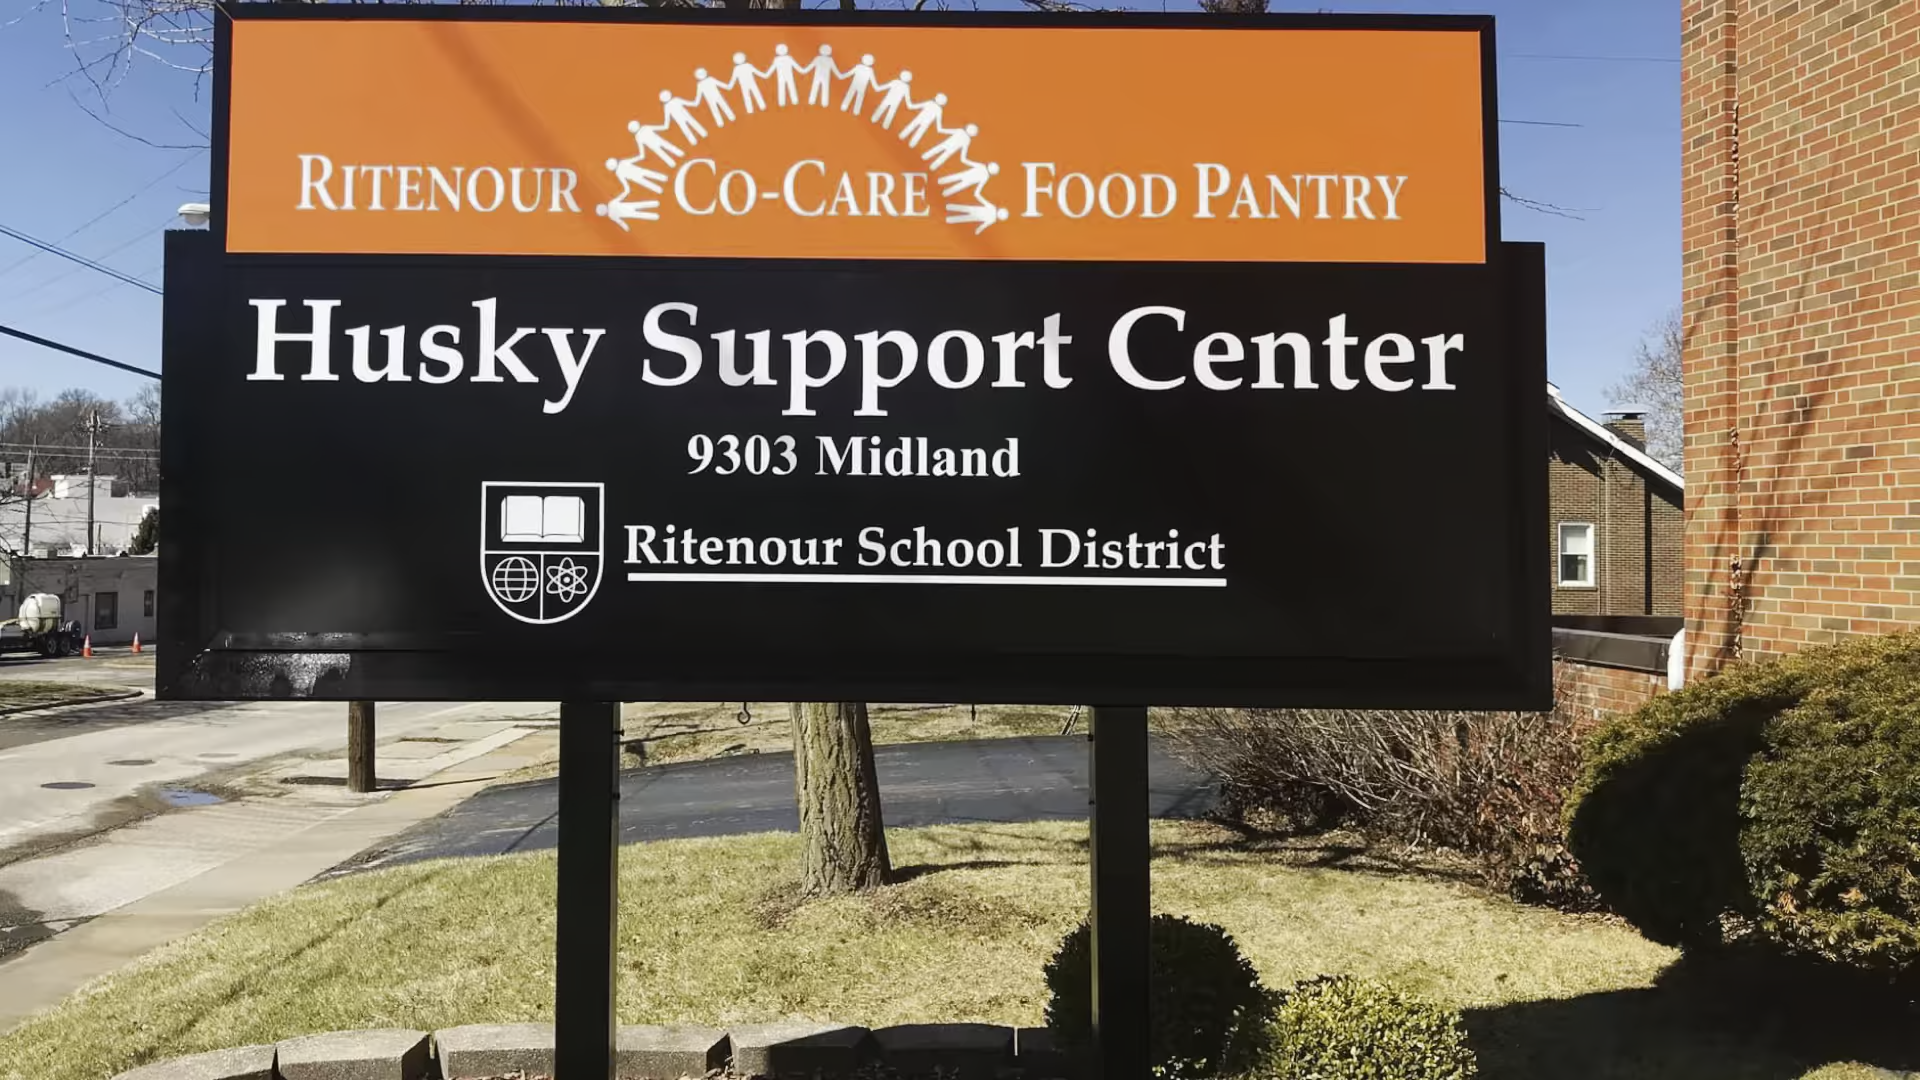 RITENOUR CO-CARE FOOD PANTRY
Husky Support Center
9303 Midland
Ritenour School District